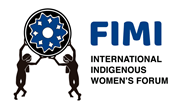 FIMI
INTERNATIONAL
INDIGENOUS
WOMEN'S FORUM